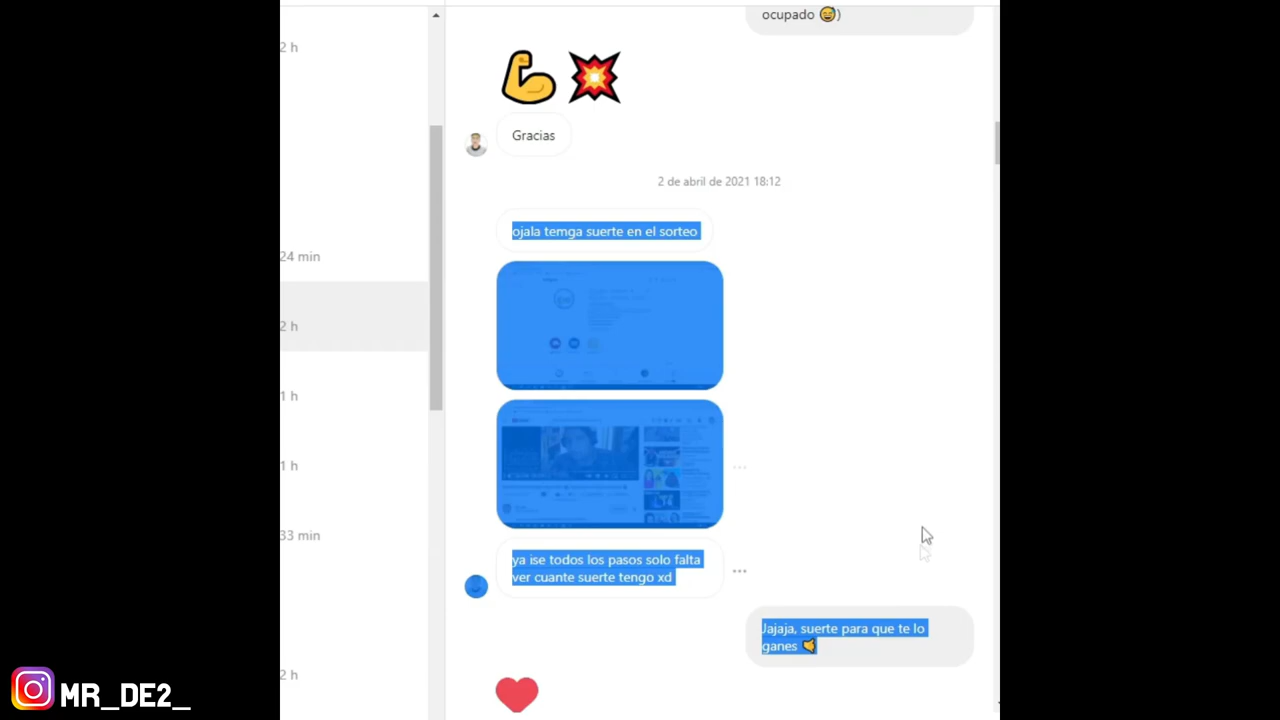 ocupado 😅)
2 h
💪💥
Gracias
2 de abril de 2021 18:12
ojala temga suerte en el sorteo
24 min
2 h
1 h
1 h
33 min
ya ise todos los pasos solo falta
ver cuante suerte tengo xd
Jajaja, suerte para que te lo
ganes 🤙
2 h
❤️
MR_DE2_